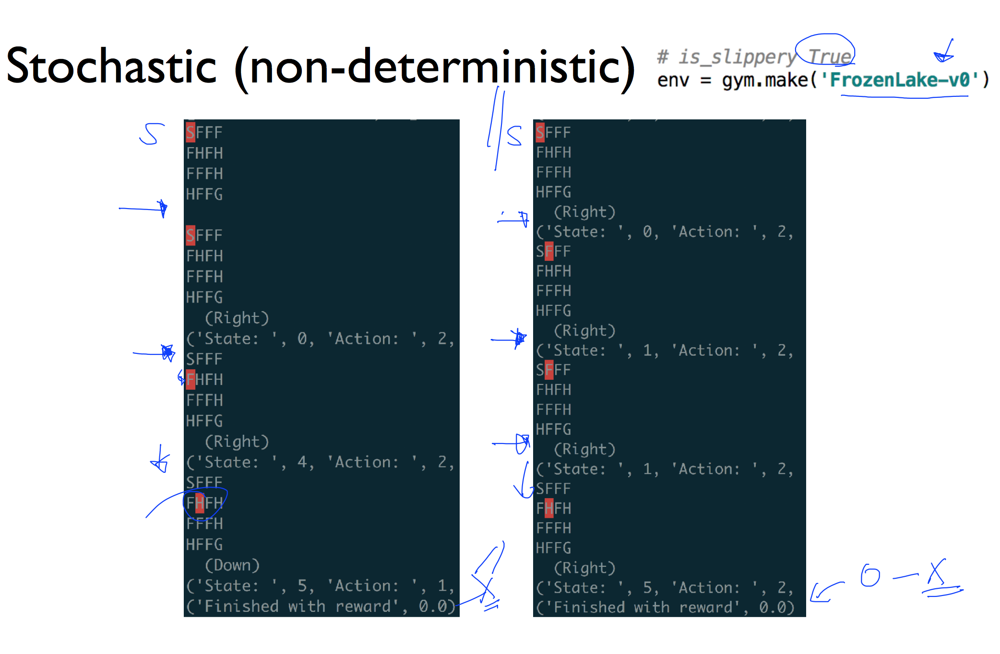 Stochastic (non-deterministic)
# is_slippery True
env = gym.make('FrozenLake-v0')
S
SFFF
FHFH
FFFH
HFFG
SFFF
FHFH
FFFH
HFFG
(Right)
('State: ', 0, 'Action: ', 2,
SFFF
FHFH
FFFH
HFFG
(Right)
('State: ', 4, 'Action: ', 2,
SFFF
FHFH
FFFH
HFFG
(Down)
('State: ', 5, 'Action: ', 1,
('Finished with reward', 0.0)
S
SFFF
FHFH
FFFH
HFFG
(Right)
('State: ', 0, 'Action: ', 2,
SFFF
FHFH
FFFH
HFFG
(Right)
('State: ', 1, 'Action: ', 2,
SFFF
FHFH
FFFH
HFFG
(Right)
('State: ', 1, 'Action: ', 2,
SFFF
FHFH
FFFH
HFFG
(Right)
('State: ', 5, 'Action: ', 2,
('Finished with reward', 0.0)
0 - X